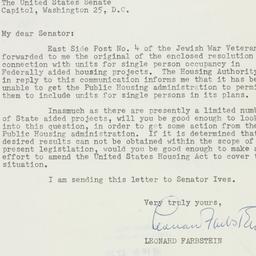 The United States Senate
Capitol, Washington 25, D.C.
My dear Senator:
East Side Post No. 4 of the Jewish War Veteran
forwarded to me the original of the enclosed resolution
connection with units for single person occupancy in
Federally aided housing projects. The Housing Authority
in reply to this communication informs me that it has be
unable to get the Public Housing administration to permi
them to include units for single persons in its plans.
Inasmuch as there are presently a limited numb
of State aided projects, will you be good enough to look
into this question, in order to get some action from the
Public Housing administration. If it is determined that
desired results can not be obtained within the scope of
present legistlation, would you be good enough to make a
effort to amend the United States Housing Act to cover t
situation.
I am sending this letter to Senator Ives.
Very truly yours,
Leonard Farbstein
LEONARD FARBSTEIN